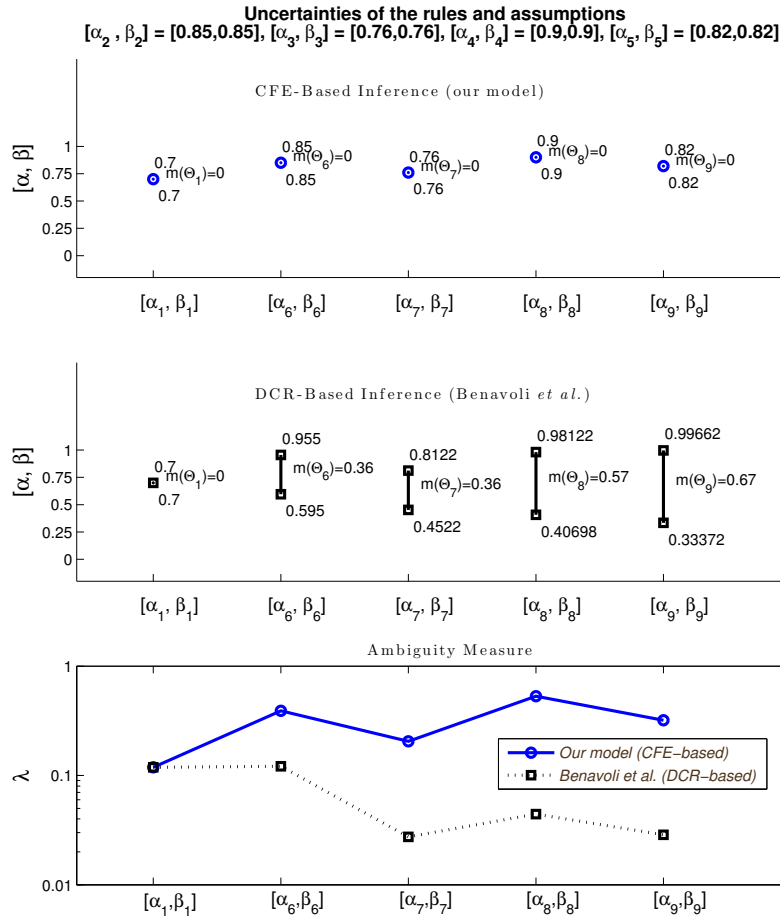 Uncertainties of the rules and assumptions
[α2 , β2] = [0.85,0.85], [α3, β3] = [0.76,0.76], [α4, β4] = [0.9,0.9], [α5, β5] = [0.82,0.82]
CFE-Based Inference (our model)
[α, β]
1
0.75
0.5
0.25
0
0.7
m(Θ1)=0
0.7
0.85
m(Θ6)=0
0.85
0.76
m(Θ7)=0
0.76
0.9
m(Θ8)=0
0.9
0.82
m(Θ9)=0
0.82
[α1, β1] [α6, β6] [α7, β7] [α8, β8] [α9, β9]
DCR-Based Inference (Benavoli et al.)
[α, β]
1
0.75
0.5
0.25
0
0.7
m(Θ1)=0
0.7
0.955
m(Θ6)=0.36
0.595
0.8122
m(Θ7)=0.36
0.4522
0.98122
m(Θ8)=0.57
0.40698
0.99662
m(Θ9)=0.67
0.33372
[α1, β1] [α6, β6] [α7, β7] [α8, β8] [α9, β9]
Ambiguity Measure
λ
1
0.1
0.01
Our model (CFE−based)
Benavoli et al. (DCR−based)
[α1,β1] [α6,β6] [α7,β7] [α8,β8] [α9,β9]